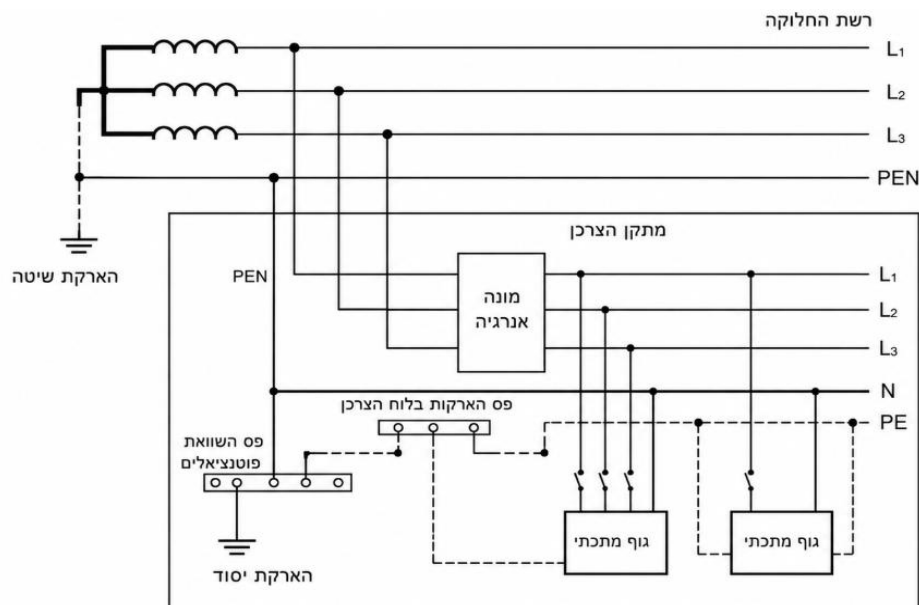 רשת החלוקה
L₁
L₂
L₃
PEN
הארקת שיטה
מתקן הצרכן
PEN
מונה
אנרגיה
L₁
L₂
L₃
N
פס הארקות בלוח הצרכן
PE
פס השוואת
פוטנציאלים
גוף מתכתי
גוף מתכתי
הארקת יסוד